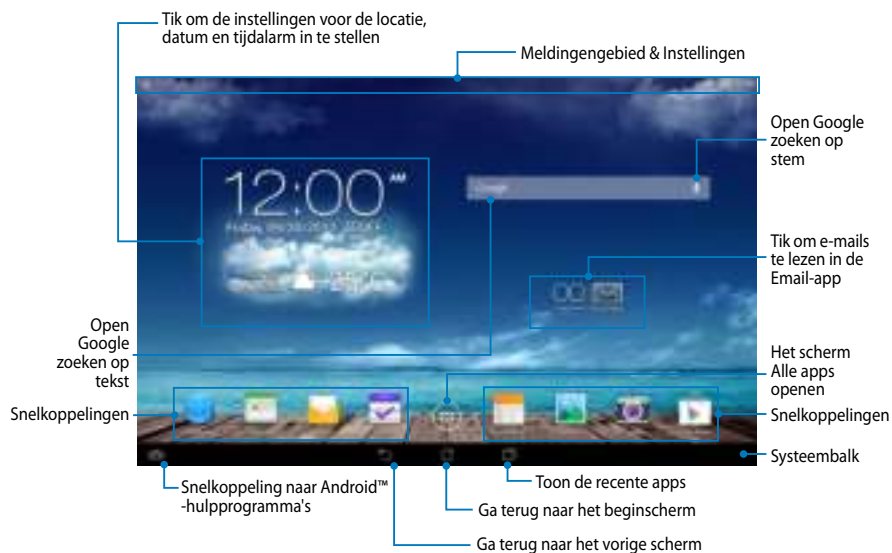 Tik om de instellingen voor de locatie,
datum en tijdalarm in te stellen
Meldingengebied & Instellingen
Open Google
zoeken op
stem
12:00 AM
Google
Tik om e-mails
te lezen in de
Email-app
00
Open
Google
zoeken op
tekst
Het scherm
Alle apps
openen
Snelkoppelingen
Snelkoppelingen
Systeembalk
Snelkoppeling naar Android™
-hulpprogramma's
Toon de recente apps
Ga terug naar het beginscherm
Ga terug naar het vorige scherm